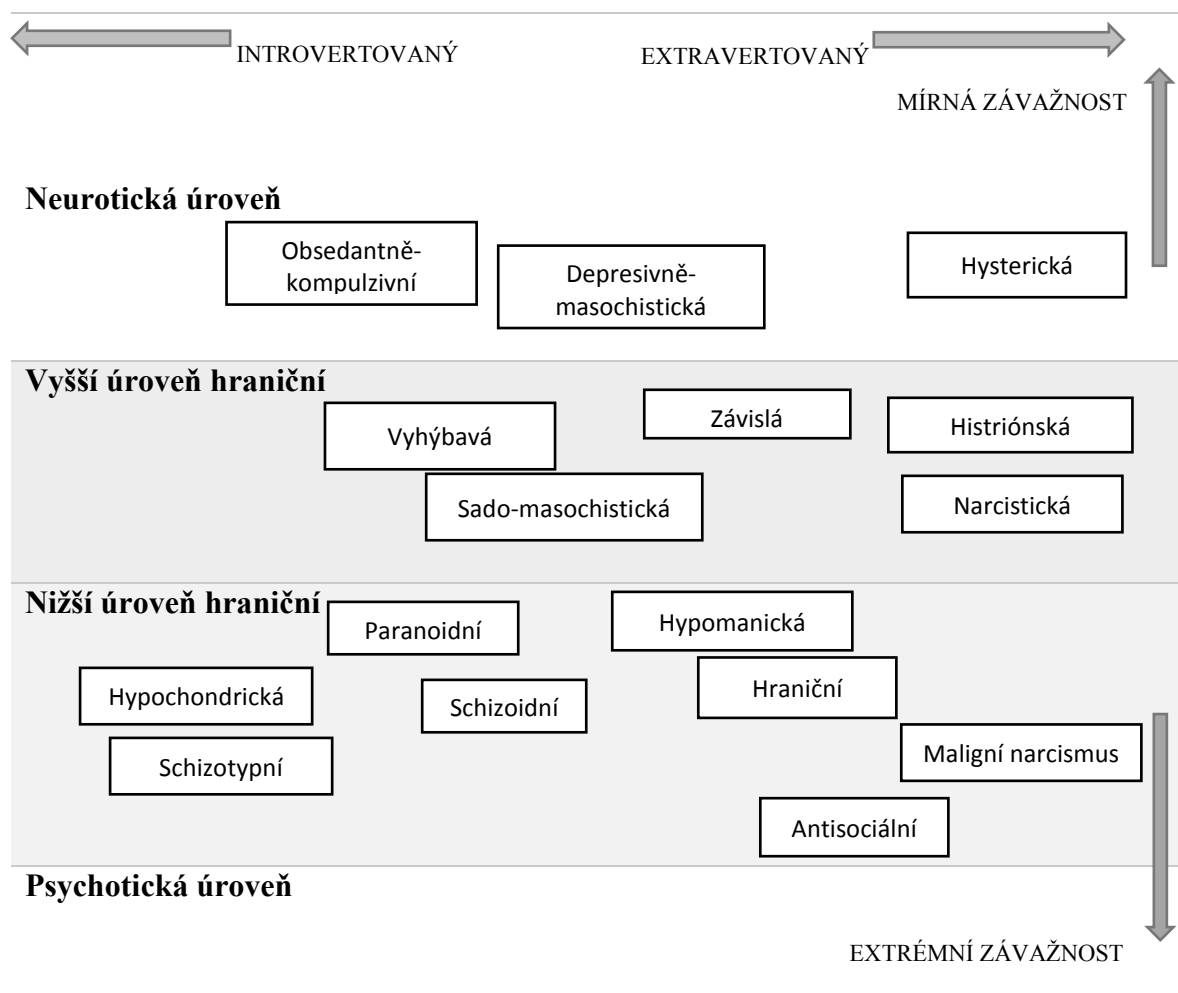 INTROVERTOVANÝ
EXTRAVERTOVANÝ
MÍRNÁ ZÁVAŽNOST
Neurotická úroveň
Obsedantně-
kompulzivní
Depresivně-
masochistická
Hysterická
Vyšší úroveň hraniční
Vyhýbavá
Závislá
Histriónská
Sado-masochistická
Narcistická
Nižší úroveň hraniční
Paranoidní
Hypomanická
Hypochondrická
Schizoidní
Hraniční
Schizotypní
Maligní narcismus
Antisociální
Psychotická úroveň
EXTRÉMNÍ ZÁVAŽNOST